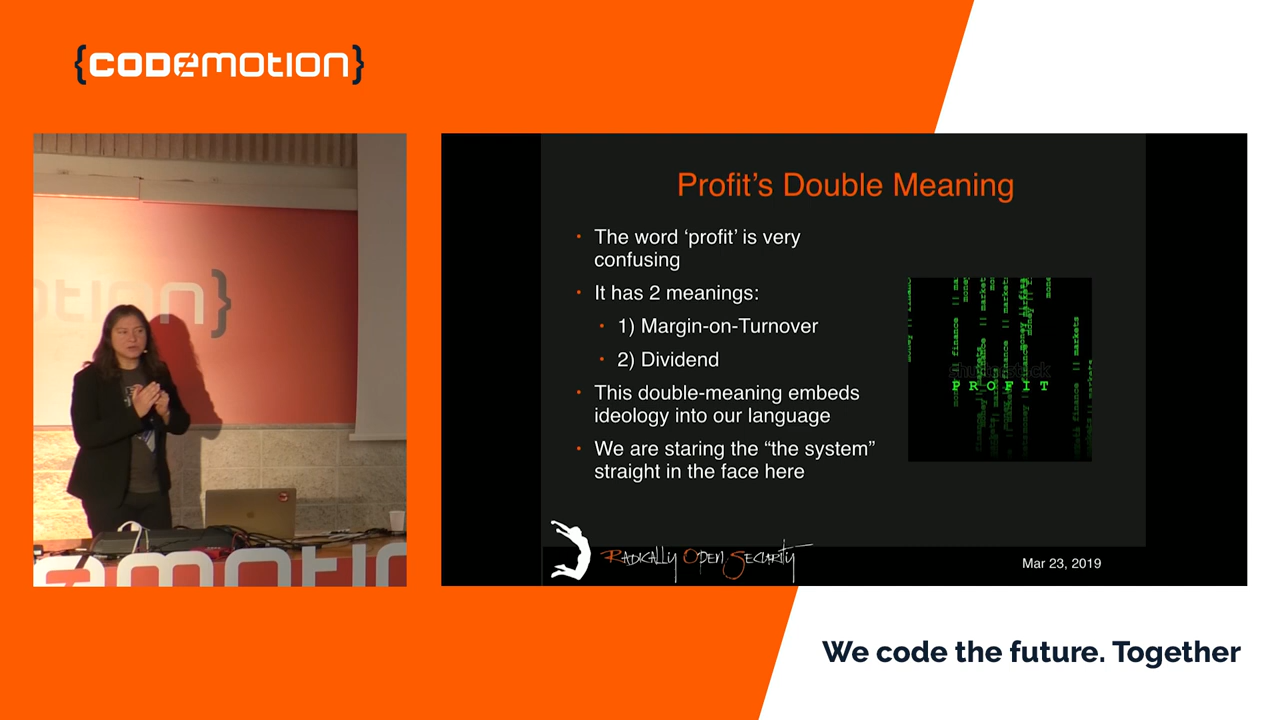 {CODEMOTION}
otion}
emotio
Profit's Double Meaning
• The word 'profit' is very
confusing
• It has 2 meanings:
• 1) Margin-on-Turnover
• 2) Dividend
• This double-meaning embeds
ideology into our language
• We are staring the “the system”
straight in the face here
PROFIT
RADICALLY OPEN SECURITY
Mar 23, 2019
We code the future. Together